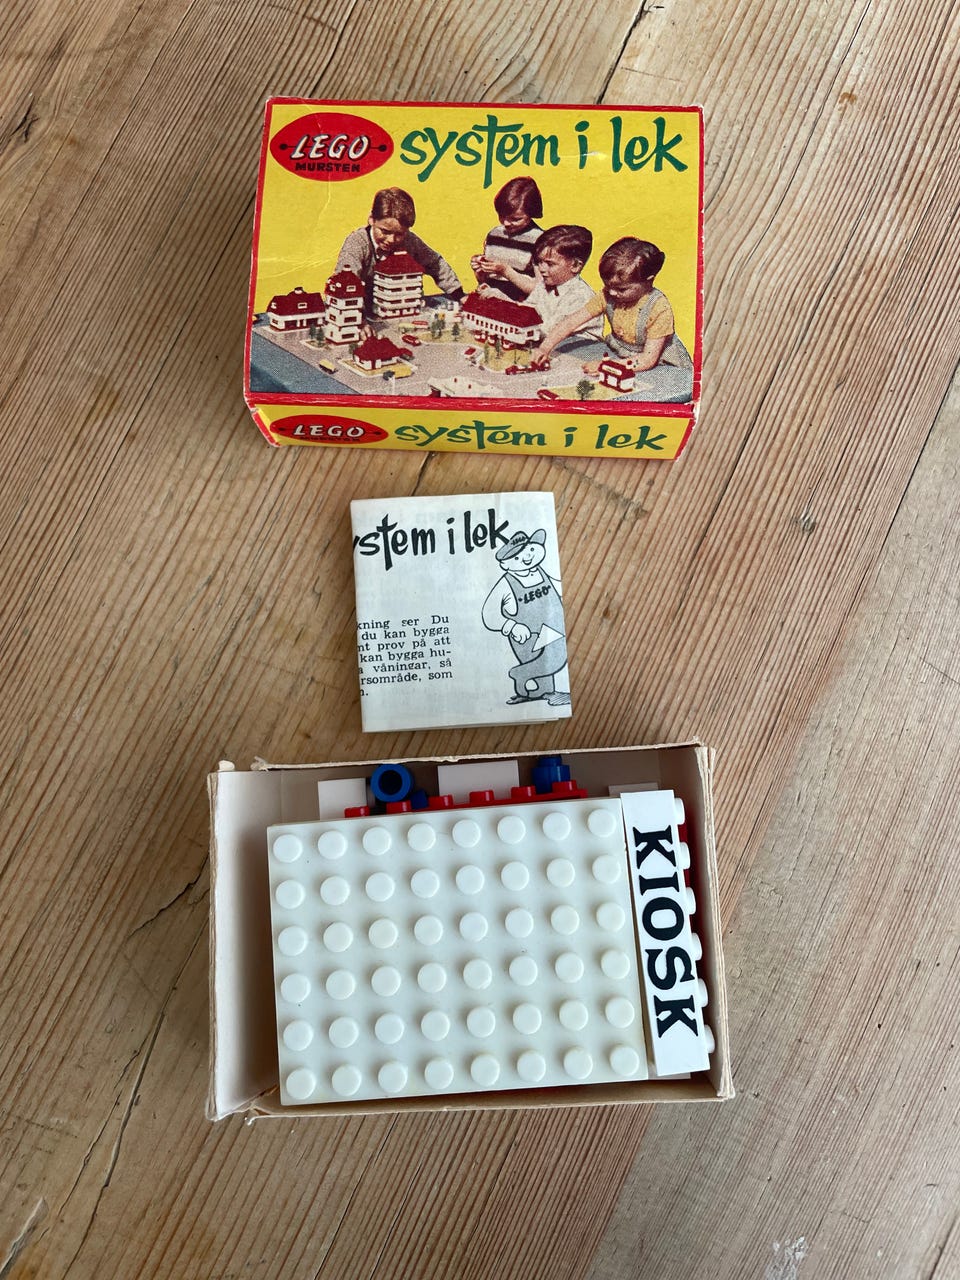 LEGO
MURSTEN
system i lek
LEGO
system i lek
stem i lek
LEGO
kning ser Du
du kan bygga
nt prov på att
kan bygga hu-
a våningar, så
rsområde, som
n.
KIOSK